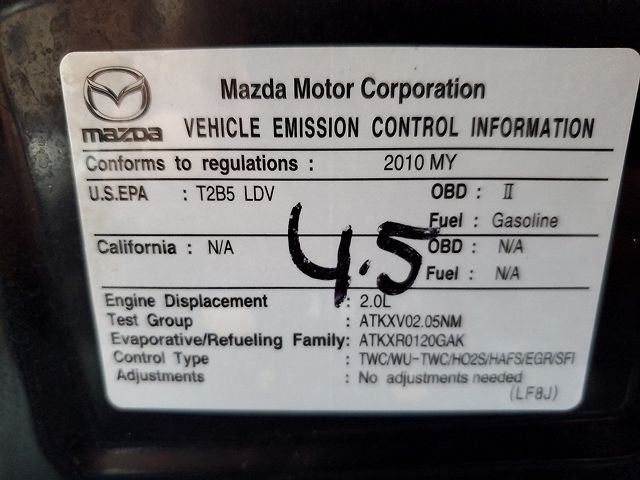 Mazda Motor Corporation
mazda VEHICLE EMISSION CONTROL INFORMATION
Conforms to regulations : 2010 MY
U.S.EPA : T2B5 LDV OBD : II
Fuel : Gasoline
California : N/A OBD : N/A
Fuel : N/A
4.5
Engine Displacement : 2.0L
Test Group : ATKXV02.05NM
Evaporative/Refueling Family: ATKXR0120GAK
Control Type : TWC/WU-TWC/HO2S/HAFS/EGR/SFI
Adjustments : No adjustments needed
(LF8J)